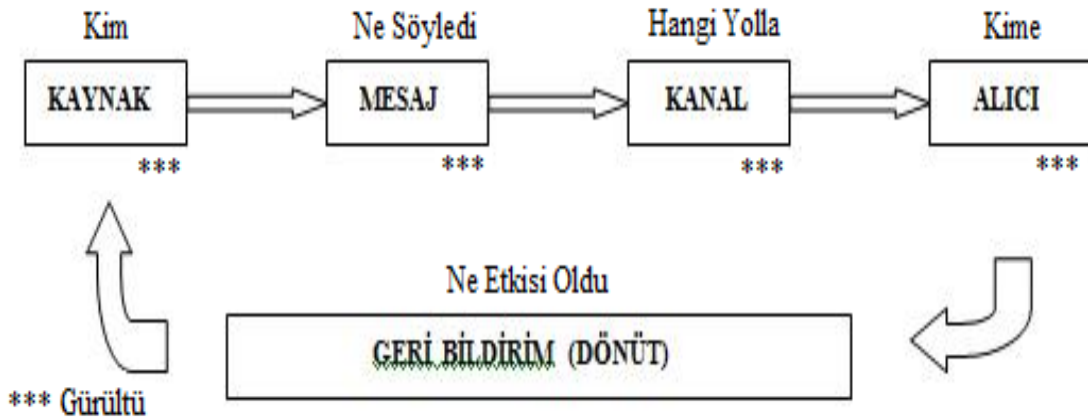 Kim Ne Söyledi Hangi Yolla Kime
KAYNAK MESAJ KANAL ALICI
*** *** *** ***
Ne Etkisi Oldu
GERİ BİLDİRİM (DÖNÜT)
*** Gürültü